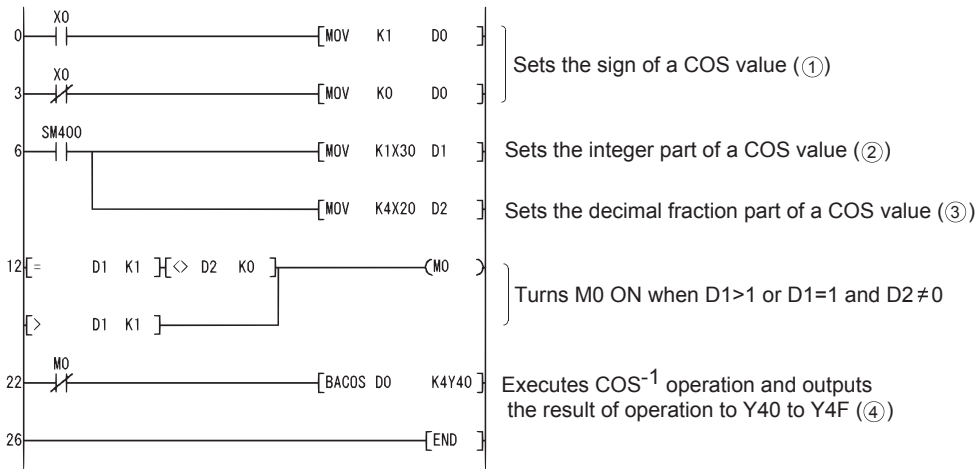 X0
0 [MOV K1 D0 ]
Sets the sign of a COS value (①)
X0
3 [MOV K0 D0 ]
SM400
6 [MOV K1X30 D1 ] Sets the integer part of a COS value (②)
[MOV K4X20 D2 ] Sets the decimal fraction part of a COS value (③)
12 [= D1 K1 ] [<> D2 K0 ] (M0 )
Turns M0 ON when D1>1 or D1=1 and D2≠0
[> D1 K1 ]
M0
22 [BACOS D0 K4Y40 ] Executes COS-1 operation and outputs
the result of operation to Y40 to Y4F (④)
26 [END ]